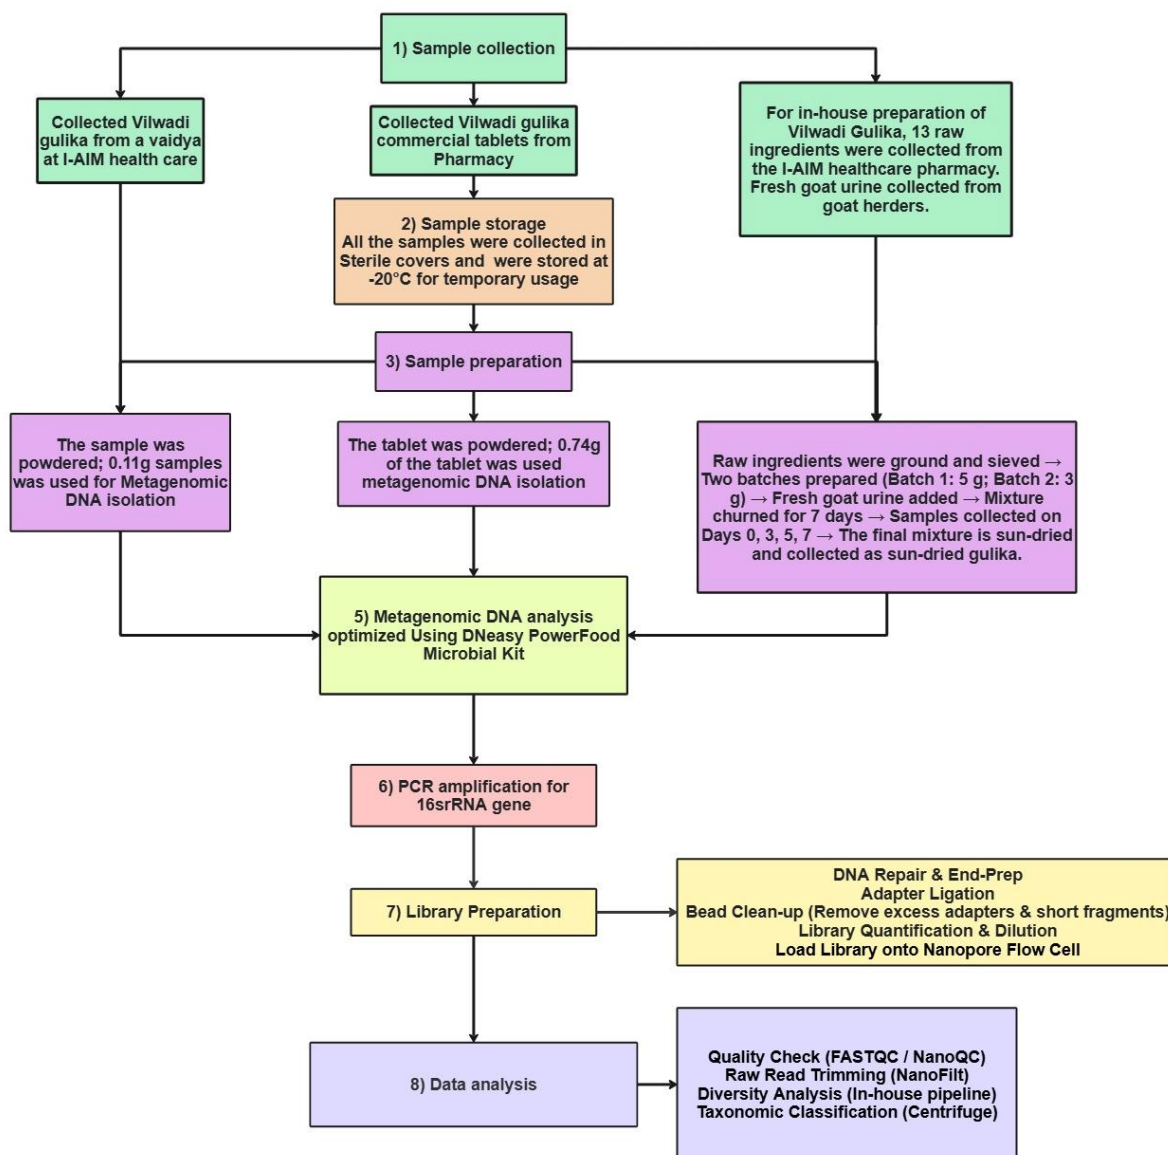 1) Sample collection
Collected Vilwadi
gulika from a vaidya
at I-AIM health care
Collected Vilwadi gulika
commercial tablets from
Pharmacy
For in-house preparation of
Vilwadi Gulika, 13 raw
ingredients were collected from
the I-AIM healthcare pharmacy.
Fresh goat urine collected from
goat herders.
2) Sample storage
All the samples were collected in
Sterile covers and were stored at
-20°C for temporary usage
3) Sample preparation
The sample was
powdered; 0.11g samples
was used for Metagenomic
DNA isolation
The tablet was powdered; 0.74g
of the tablet was used
metagenomic DNA isolation
Raw ingredients were ground and sieved →
Two batches prepared (Batch 1: 5 g; Batch 2: 3
g) → Fresh goat urine added → Mixture
churned for 7 days → Samples collected on
Days 0, 3, 5, 7 → The final mixture is sun-dried
and collected as sun-dried gulika.
5) Metagenomic DNA analysis
optimized Using DNeasy PowerFood
Microbial Kit
6) PCR amplification for
16srRNA gene
7) Library Preparation
DNA Repair & End-Prep
Adapter Ligation
Bead Clean-up (Remove excess adapters & short fragments)
Library Quantification & Dilution
Load Library onto Nanopore Flow Cell
8) Data analysis
Quality Check (FASTQC / NanoQC)
Raw Read Trimming (NanoFilt)
Diversity Analysis (In-house pipeline)
Taxonomic Classification (Centrifuge)